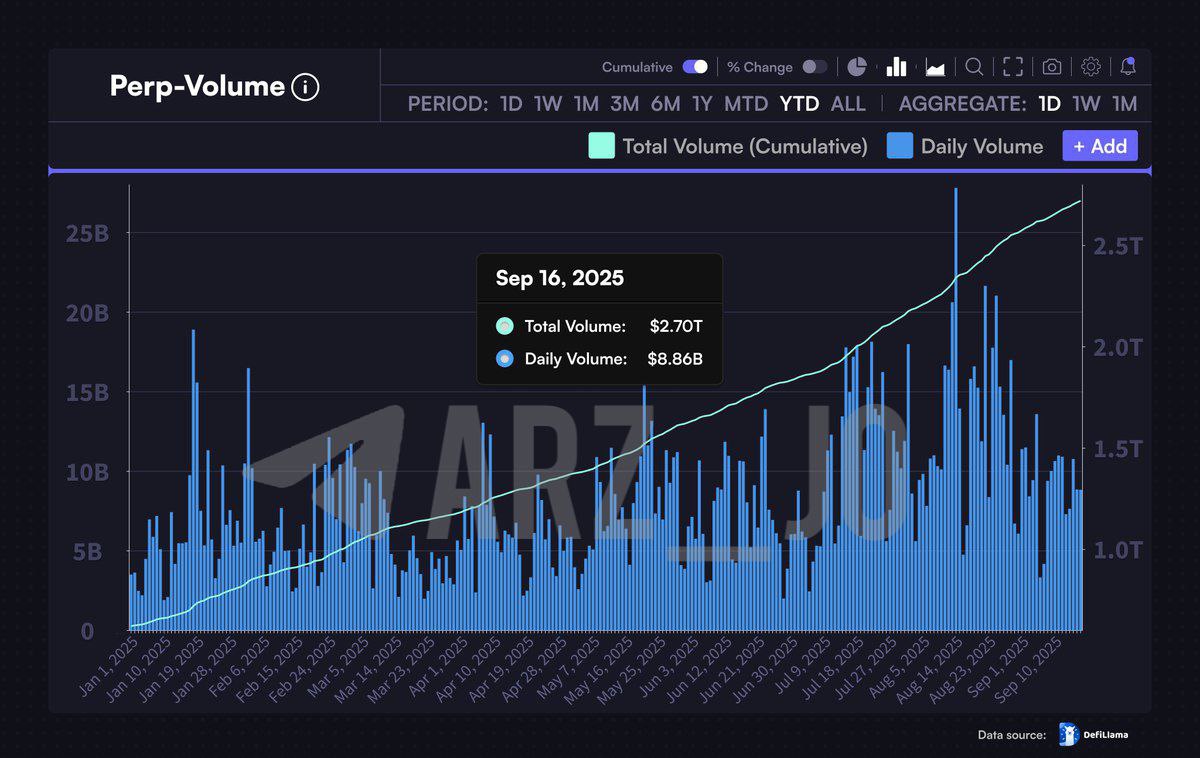 Perp-Volume
Cumulative % Change
PERIOD: 1D 1W 1M 3M 6M 1Y MTD YTD ALL AGGREGATE: 1D 1W 1M
Total Volume (Cumulative) Daily Volume + Add
25B
20B
15B
10B
5B
0
Sep 16, 2025
Total Volume: $2.70T
Daily Volume: $8.86B
2.5T
2.0T
1.5T
1.0T
ARZ__JO
Jan 1, 2025
Jan 10, 2025
Jan 19, 2025
Jan 28, 2025
Feb 6, 2025
Feb 15, 2025
Feb 24, 2025
Mar 5, 2025
Mar 14, 2025
Mar 23, 2025
Apr 1, 2025
Apr 10, 2025
Apr 19, 2025
Apr 28, 2025
May 7, 2025
May 16, 2025
May 25, 2025
Jun 3, 2025
Jun 12, 2025
Jun 21, 2025
Jun 30, 2025
Jul 9, 2025
Jul 18, 2025
Jul 27, 2025
Aug 5, 2025
Aug 14, 2025
Aug 23, 2025
Sep 1, 2025
Sep 10, 2025
Data source: DefiLlama